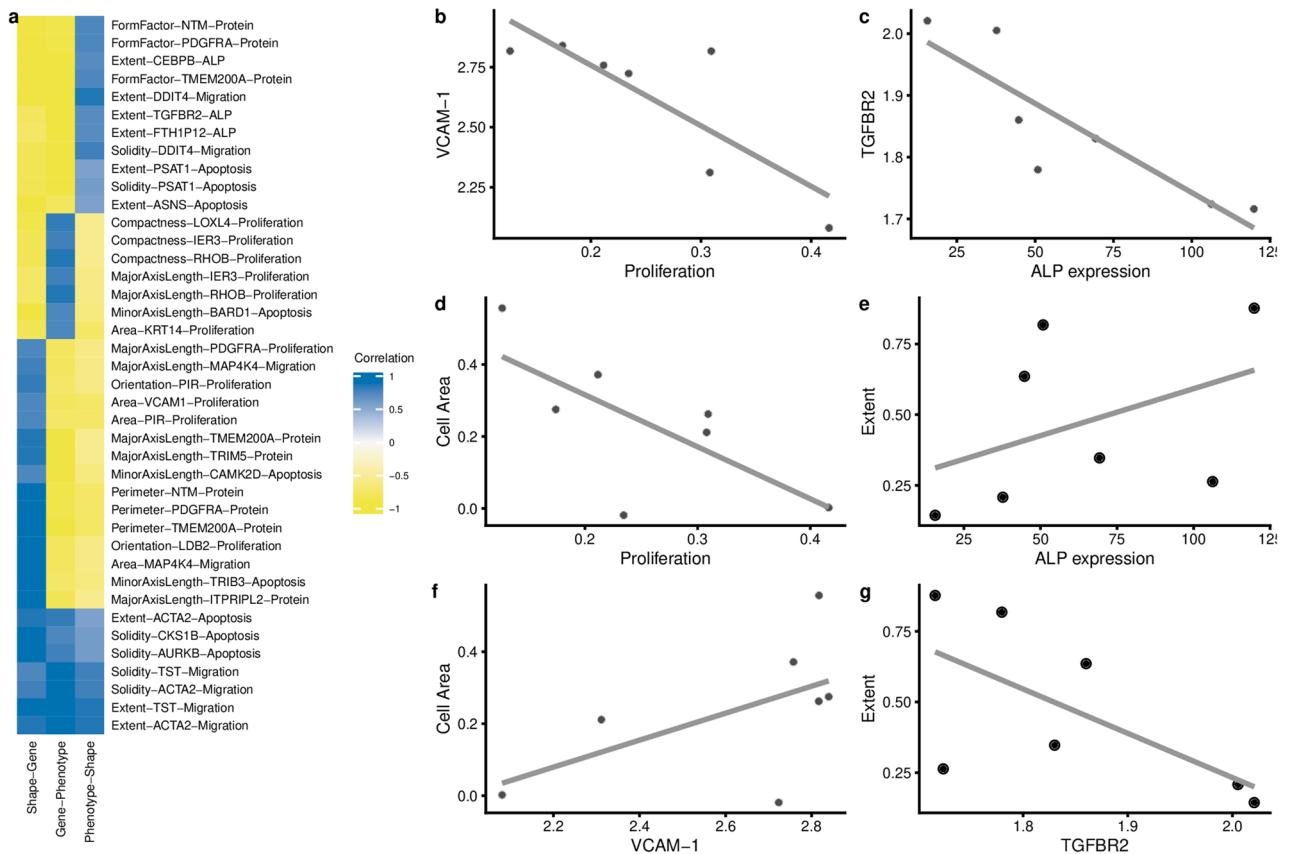 a
FormFactor−NTM−Protein
FormFactor−PDGFRA−Protein
Extent−CEBPB−ALP
FormFactor−TMEM200A−Protein
Extent−DDIT4−Migration
Extent−TGFBR2−ALP
Extent−FTH1P12−ALP
Solidity−DDIT4−Migration
Extent−PSAT1−Apoptosis
Solidity−PSAT1−Apoptosis
Extent−ASNS−Apoptosis
Compactness−LOXL4−Proliferation
Compactness−IER3−Proliferation
Compactness−RHOB−Proliferation
MajorAxisLength−IER3−Proliferation
MajorAxisLength−RHOB−Proliferation
MinorAxisLength−BARD1−Apoptosis
Area−KRT14−Proliferation
MajorAxisLength−PDGFRA−Proliferation
MajorAxisLength−MAP4K4−Migration
Orientation−PIR−Proliferation
Area−VCAM1−Proliferation
Area−PIR−Proliferation
MajorAxisLength−TMEM200A−Protein
MajorAxisLength−TRIM5−Protein
MinorAxisLength−CAMK2D−Apoptosis
Perimeter−NTM−Protein
Perimeter−PDGFRA−Protein
Perimeter−TMEM200A−Protein
Orientation−LDB2−Proliferation
Area−MAP4K4−Migration
MinorAxisLength−TRIB3−Apoptosis
MajorAxisLength−ITPRIPL2−Protein
Extent−ACTA2−Apoptosis
Solidity−CKS1B−Apoptosis
Solidity−AURKB−Apoptosis
Solidity−TST−Migration
Solidity−ACTA2−Migration
Extent−TST−Migration
Extent−ACTA2−Migration
Shape−Gene
Gene−Phenotype
Phenotype−Shape
Correlation
1
0.5
0
−0.5
−1
b
VCAM−1
2.75
2.50
2.25
0.2 0.3 0.4
Proliferation
c
TGFBR2
2.0
1.9
1.8
1.7
25 50 75 100
ALP expression
d
Cell Area
0.4
0.2
0.0
0.2 0.3 0.4
Proliferation
e
Extent
0.75
0.50
0.25
25 50 75 100
ALP expression
f
Cell Area
0.4
0.2
0.0
2.2 2.4 2.6 2.8
VCAM−1
g
Extent
0.75
0.50
0.25
1.8 1.9 2.0
TGFBR2